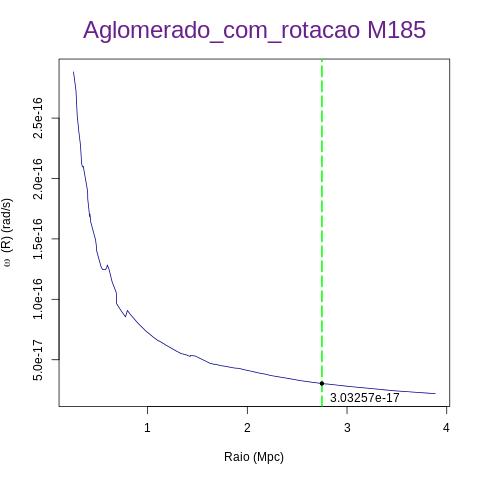 Aglomerado_com_rotacao M185
ω (R) (rad/s)
2.5e-16
2.0e-16
1.5e-16
1.0e-16
5.0e-17
3.03257e-17
1 2 3 4
Raio (Mpc)